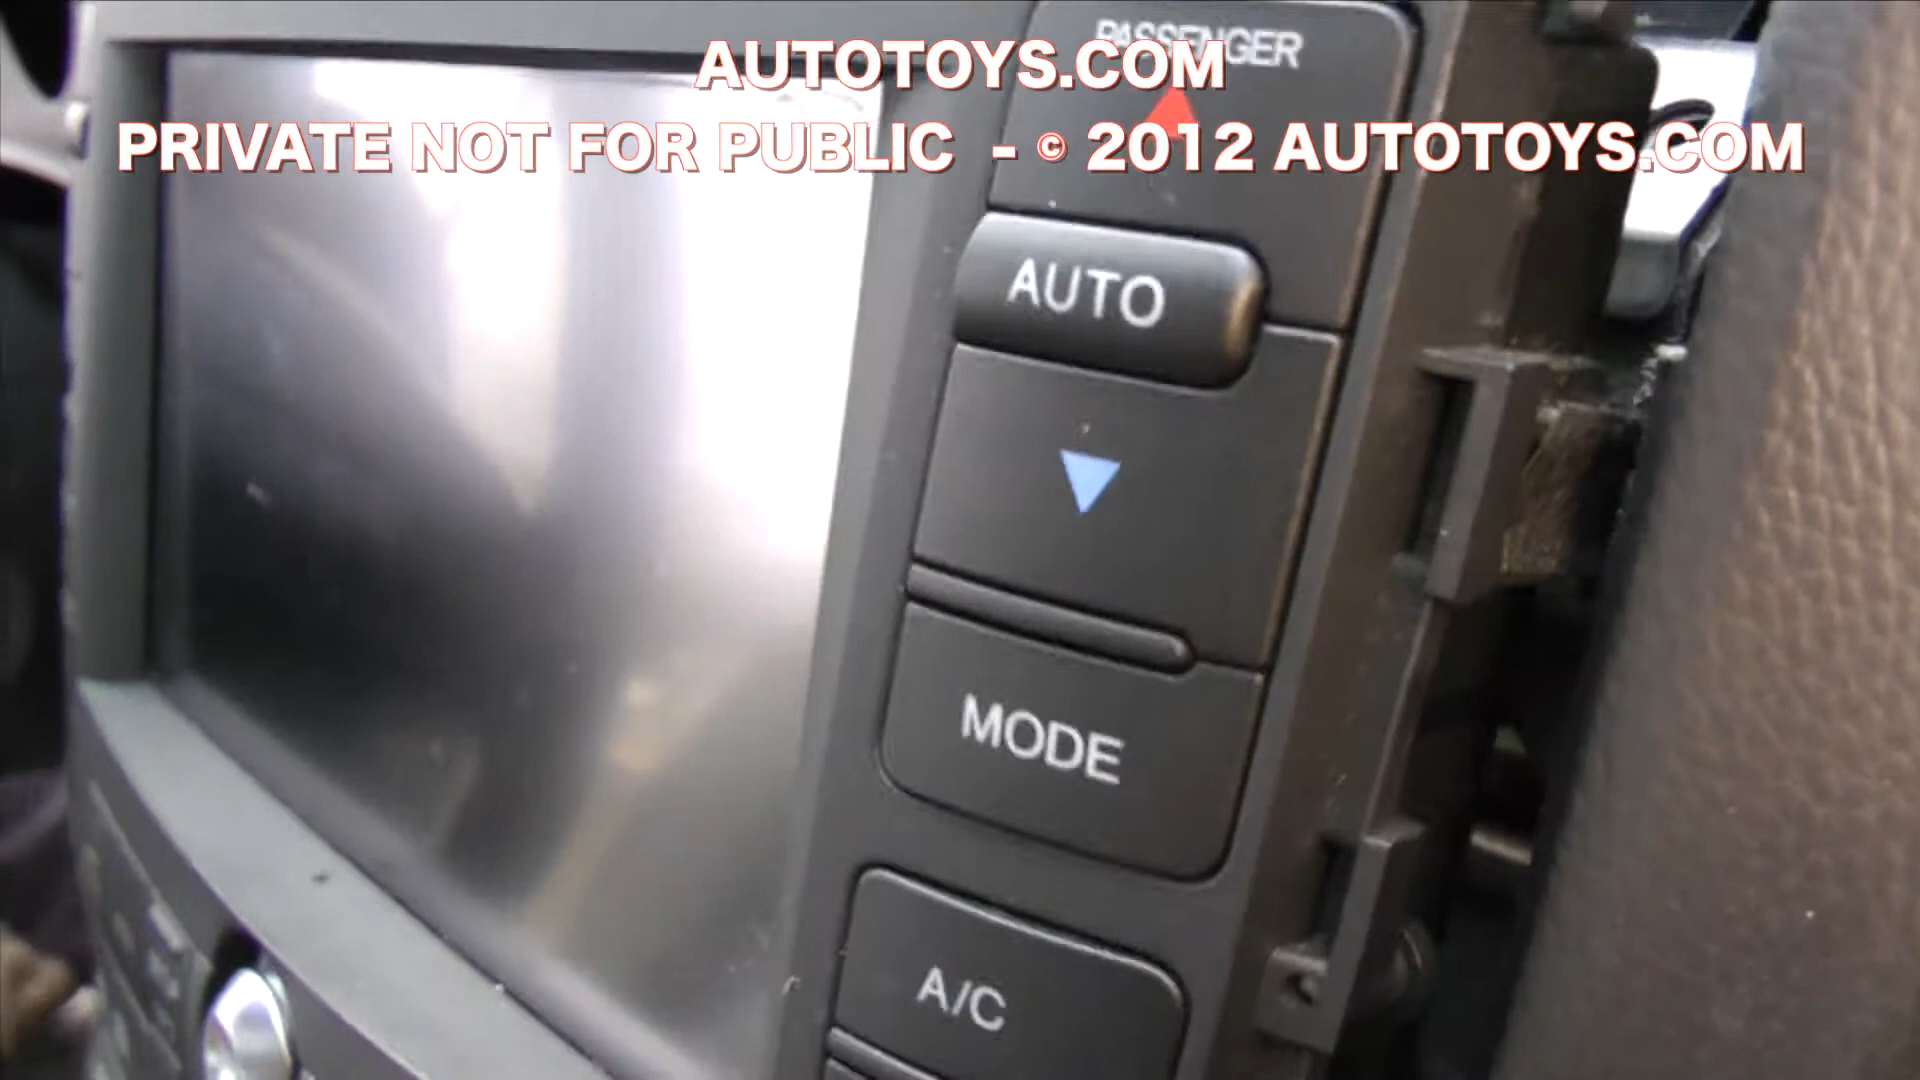 PASSENGER
AUTOTOYS.COM
PRIVATE NOT FOR PUBLIC - © 2012 AUTOTOYS.COM
AUTO
MODE
A/C